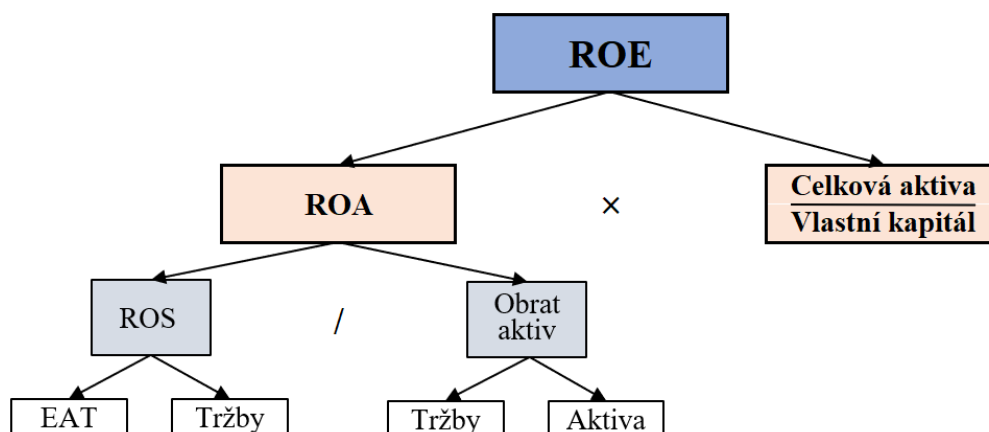 ROE
ROA
×
Celková aktiva
Vlastní kapitál
ROS
/
Obrat
aktiv
EAT
Tržby
Tržby
Aktiva